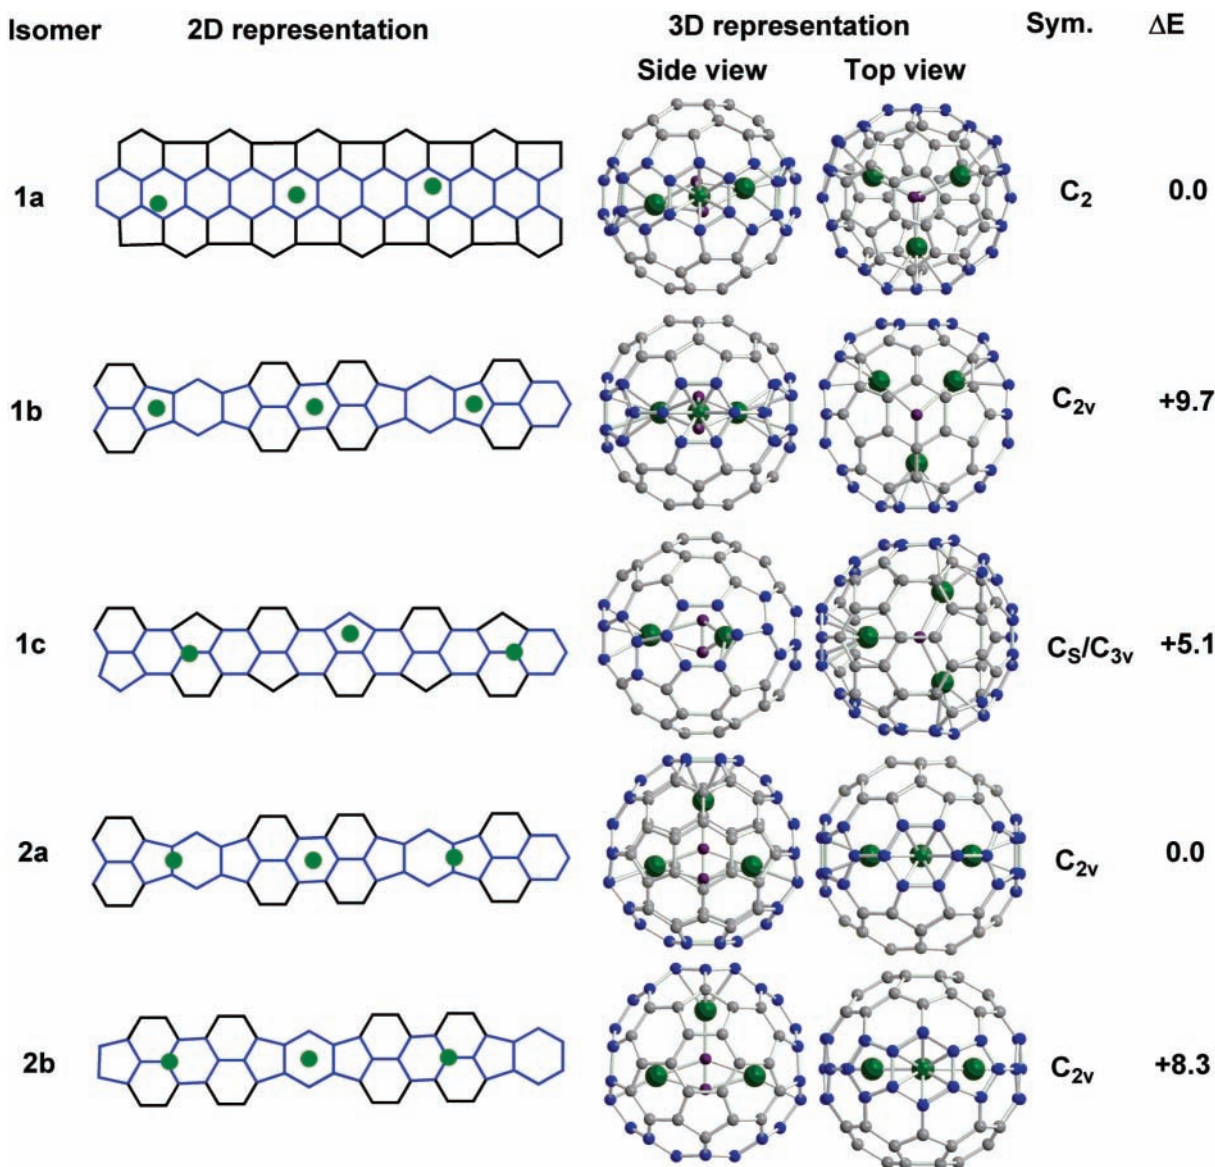 Isomer 2D representation 3D representation Sym. ΔE
Side view Top view
1a C2 0.0
1b C2v +9.7
1c CS/C3v +5.1
2a C2v 0.0
2b C2v +8.3